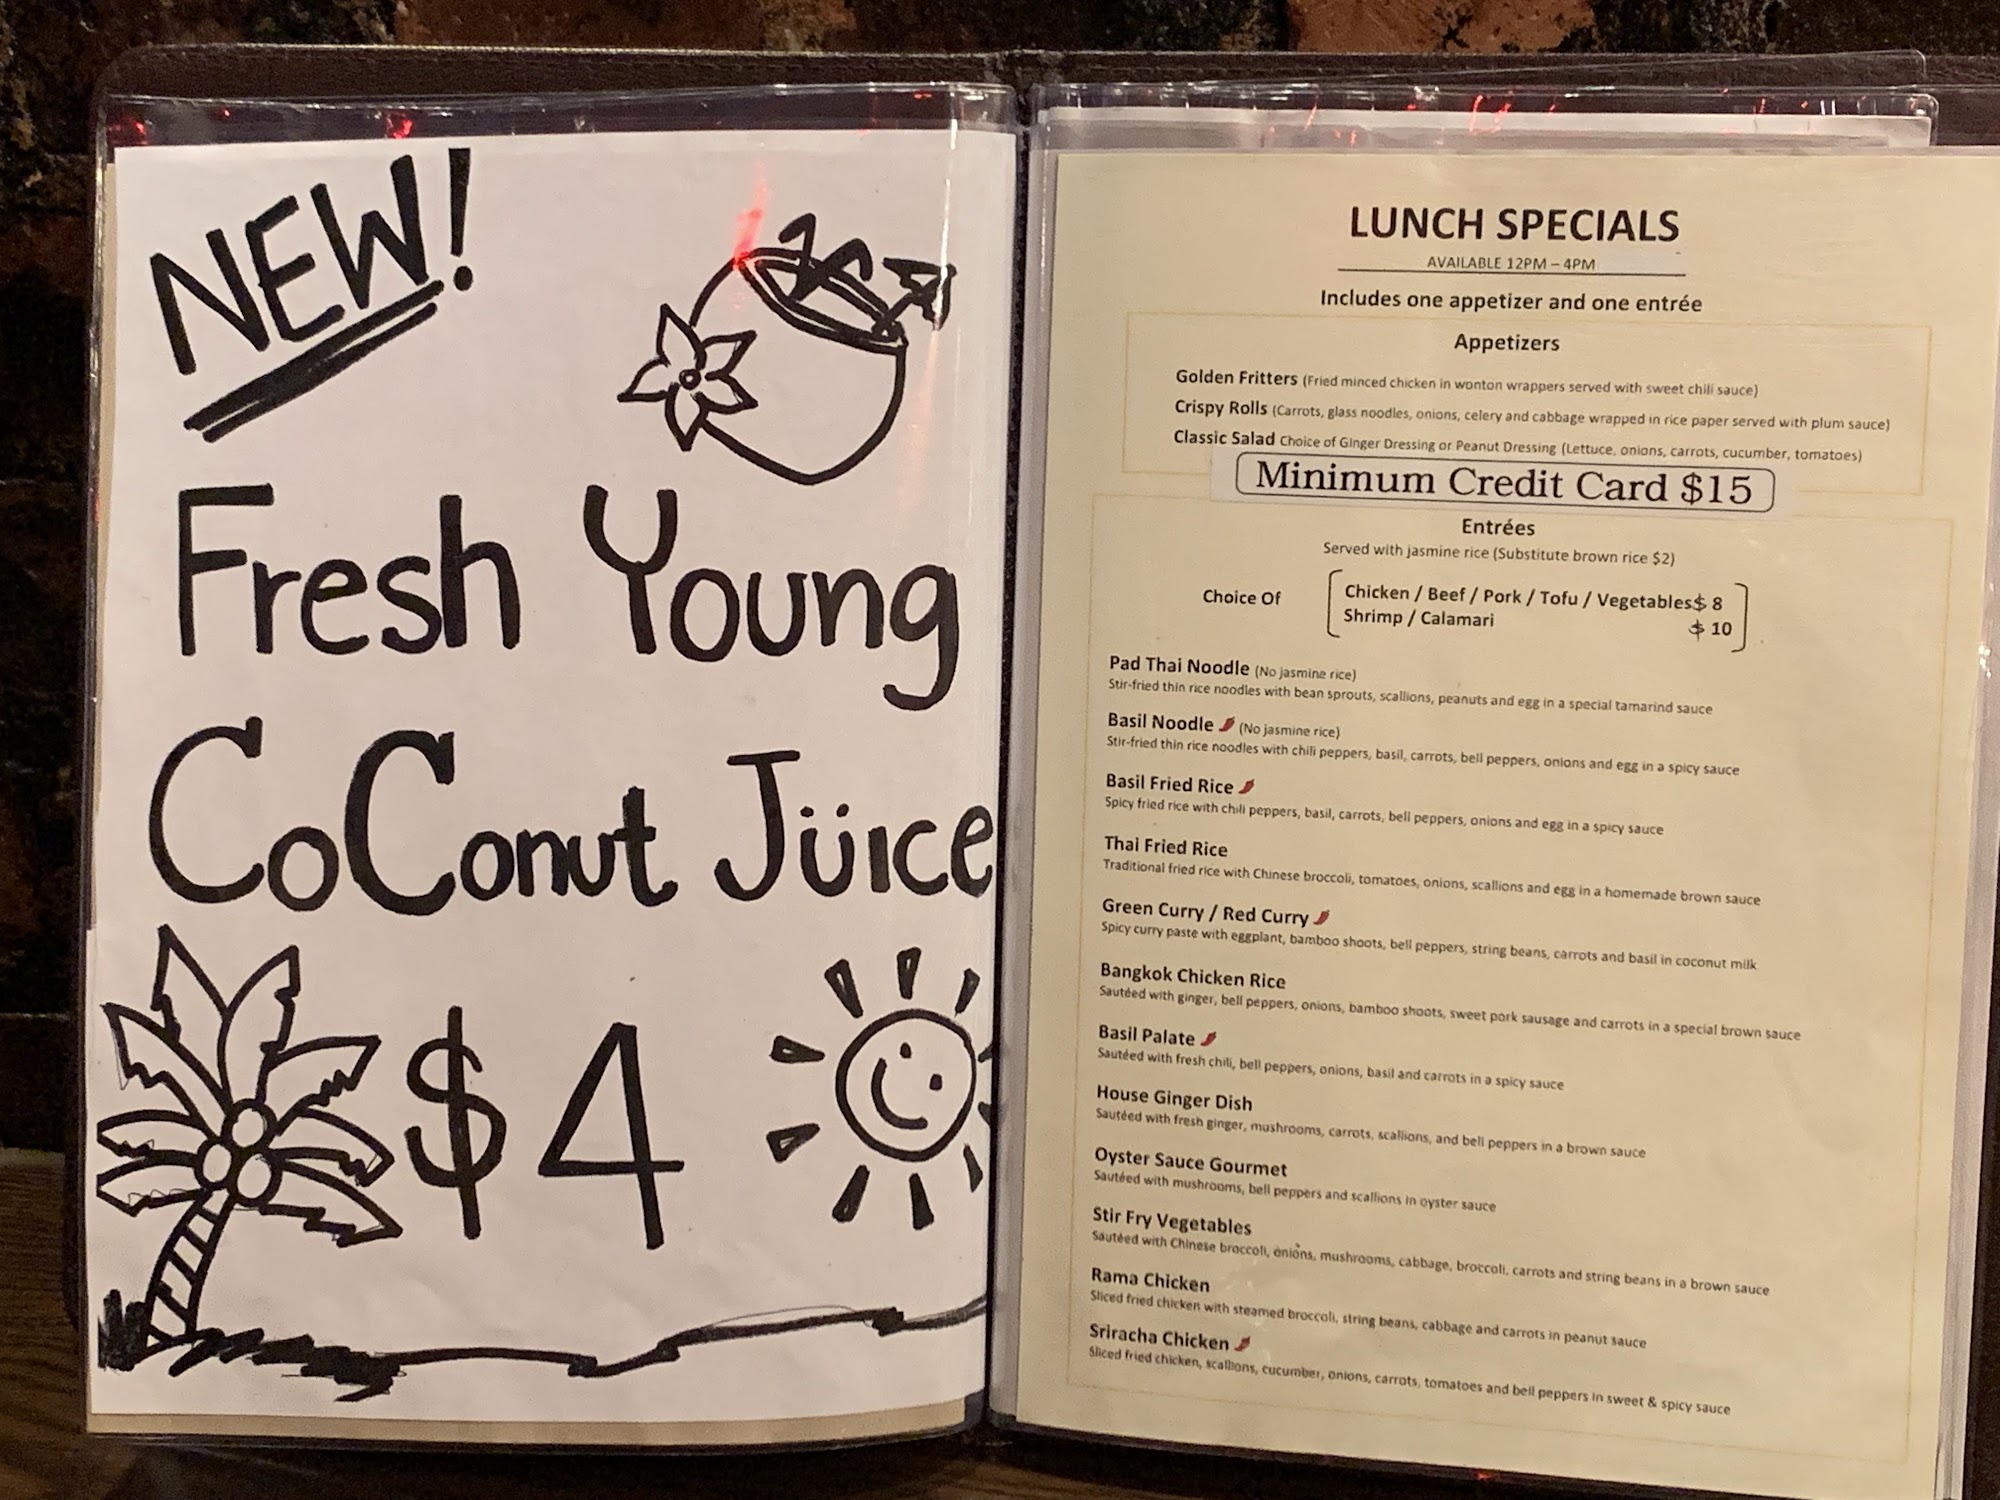 NEW!
Fresh Young
CoConut Jüice
$4
LUNCH SPECIALS
AVAILABLE 12PM – 4PM
Includes one appetizer and one entrée
Appetizers
Golden Fritters (Fried minced chicken in wonton wrappers served with sweet chili sauce)
Crispy Rolls (Carrots, glass noodles, onions, celery and cabbage wrapped in rice paper served with plum sauce)
Classic Salad Choice of Ginger Dressing or Peanut Dressing (Lettuce, onions, carrots, cucumber, tomatoes)
Minimum Credit Card $15
Entrées
Served with jasmine rice (Substitute brown rice $2)
Choice Of
Chicken / Beef / Pork / Tofu / Vegetables $ 8
Shrimp / Calamari $ 10
Pad Thai Noodle (No jasmine rice)
Stir-fried thin rice noodles with bean sprouts, scallions, peanuts and egg in a special tamarind sauce
Basil Noodle (No jasmine rice)
Stir-fried thin rice noodles with chili peppers, basil, carrots, bell peppers, onions and egg in a spicy sauce
Basil Fried Rice
Spicy fried rice with chili peppers, basil, carrots, bell peppers, onions and egg in a spicy sauce
Thai Fried Rice
Traditional fried rice with Chinese broccoli, tomatoes, onions, scallions and egg in a homemade brown sauce
Green Curry / Red Curry
Spicy curry paste with eggplant, bamboo shoots, bell peppers, string beans, carrots and basil in coconut milk
Bangkok Chicken Rice
Sautéed with ginger, bell peppers, onions, bamboo shoots, sweet pork sausage and carrots in a special brown sauce
Basil Palate
Sautéed with fresh chili, bell peppers, onions, basil and carrots in a spicy sauce
House Ginger Dish
Sautéed with fresh ginger, mushrooms, carrots, scallions, and bell peppers in a brown sauce
Oyster Sauce Gourmet
Sautéed with mushrooms, bell peppers and scallions in oyster sauce
Stir Fry Vegetables
Sautéed with Chinese broccoli, onions, mushrooms, cabbage, broccoli, carrots and string beans in a brown sauce
Rama Chicken
Sliced fried chicken with steamed broccoli, string beans, cabbage and carrots in peanut sauce
Sriracha Chicken
Sliced fried chicken, scallions, cucumber, onions, carrots, tomatoes and bell peppers in sweet & spicy sauce